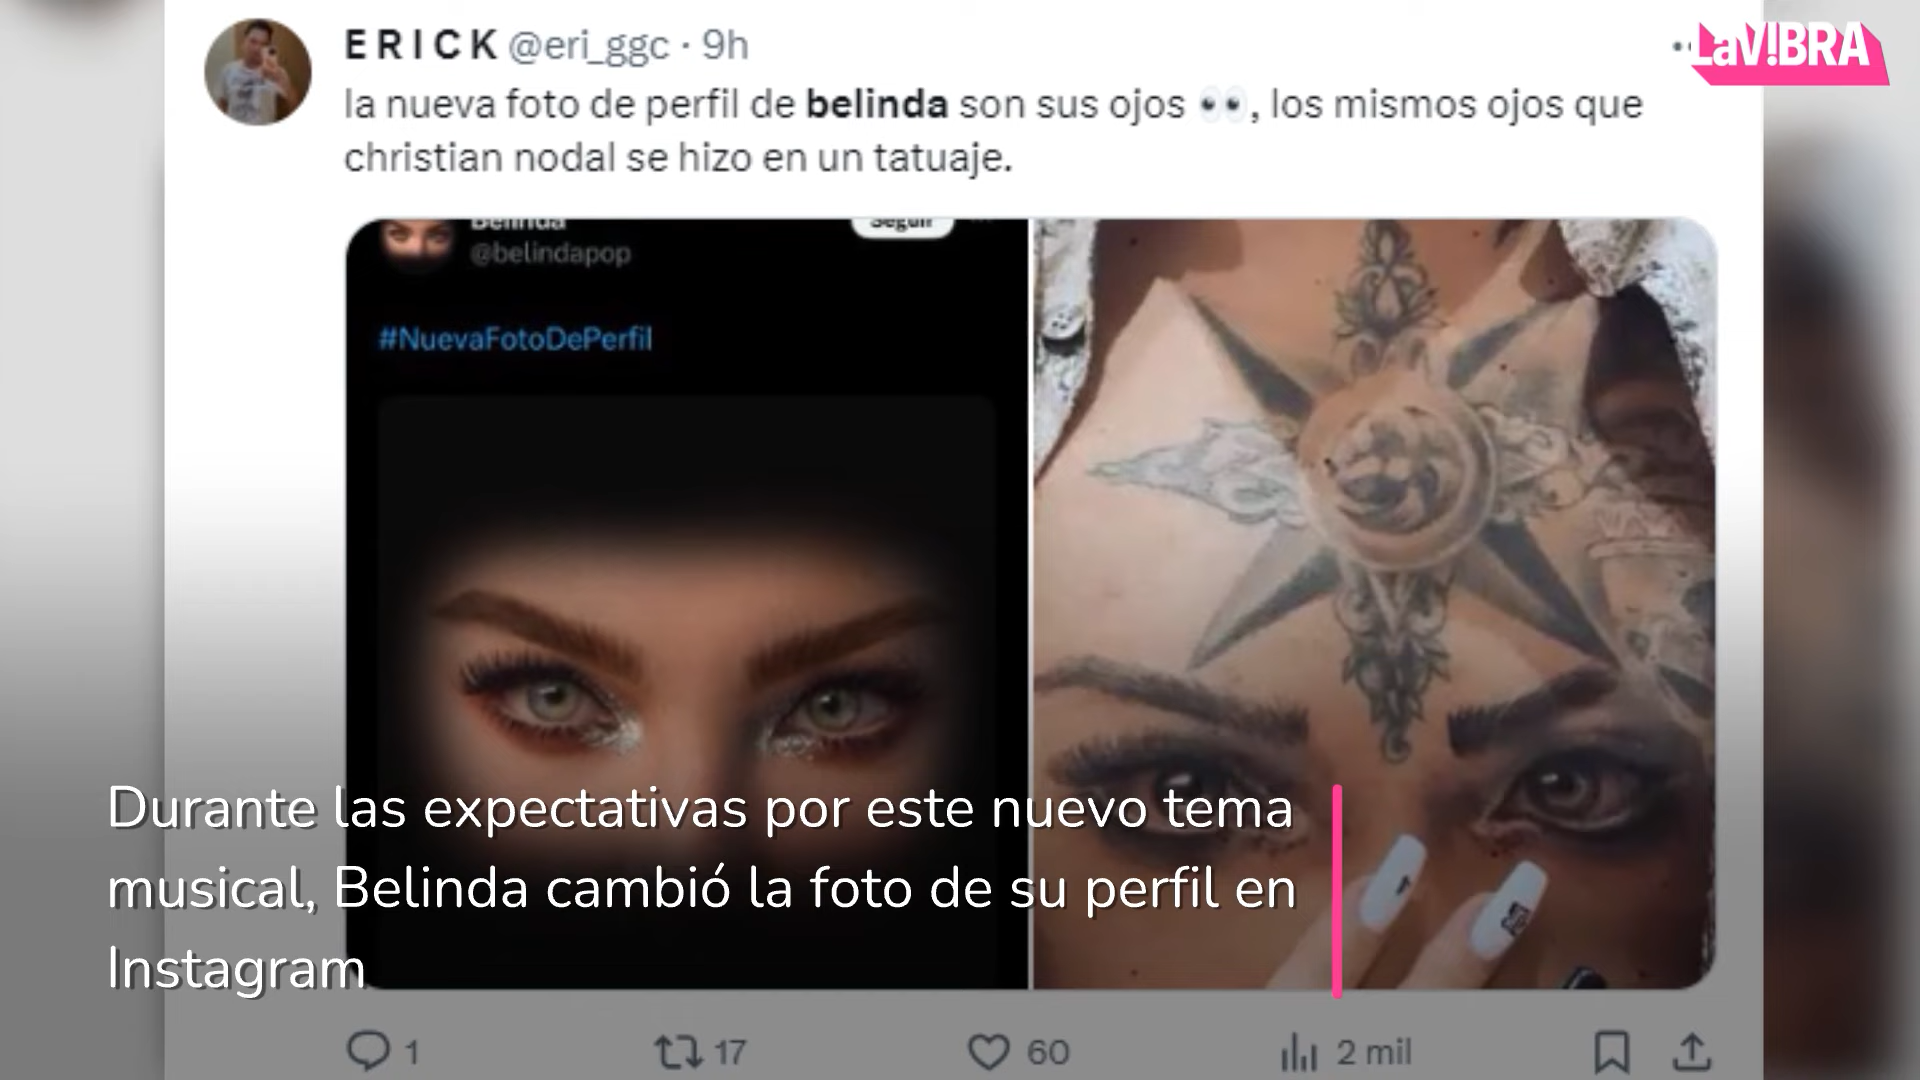 E R I C K @eri_ggc · 9h
LaV!BRA
la nueva foto de perfil de belinda son sus ojos 👀, los mismos ojos que
christian nodal se hizo en un tatuaje.
Belinda
@belindapop
Seguir
#NuevaFotoDePerfil
Durante las expectativas por este nuevo tema
musical, Belinda cambió la foto de su perfil en
Instagram
1
17
60
2 mil